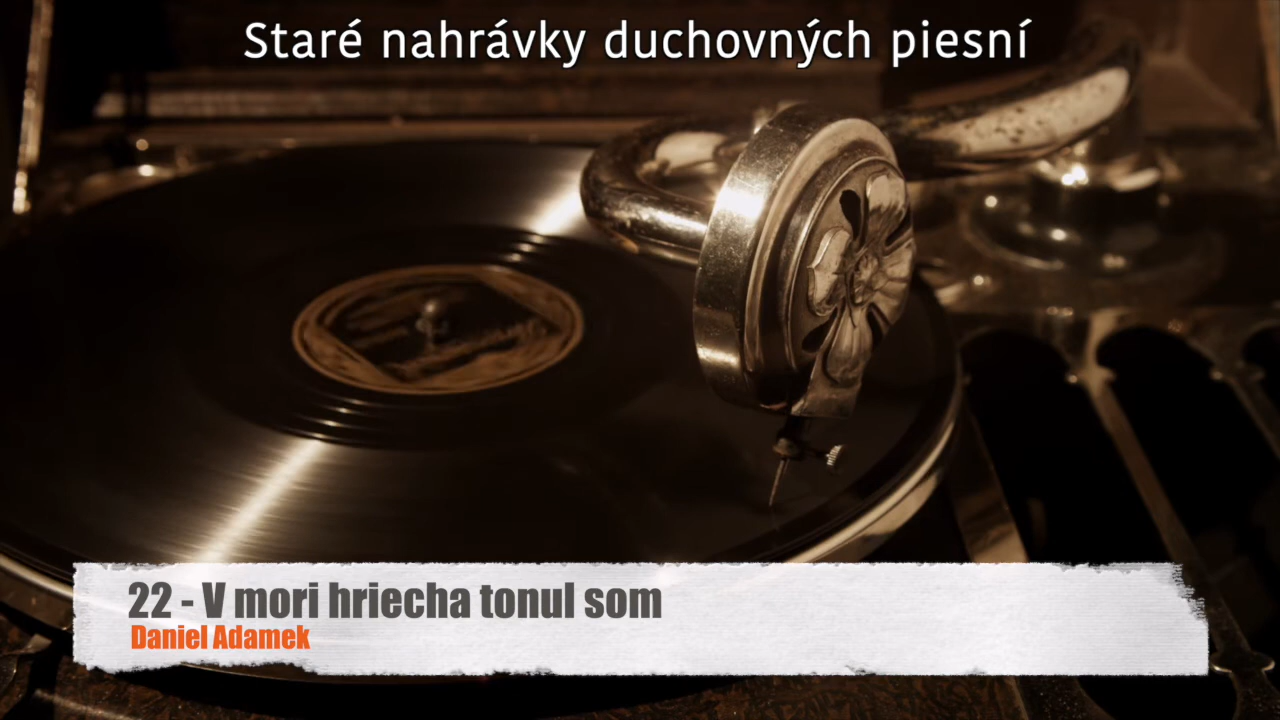 Staré nahrávky duchovných piesní
22 - V mori hriecha tonul som
Daniel Adamek